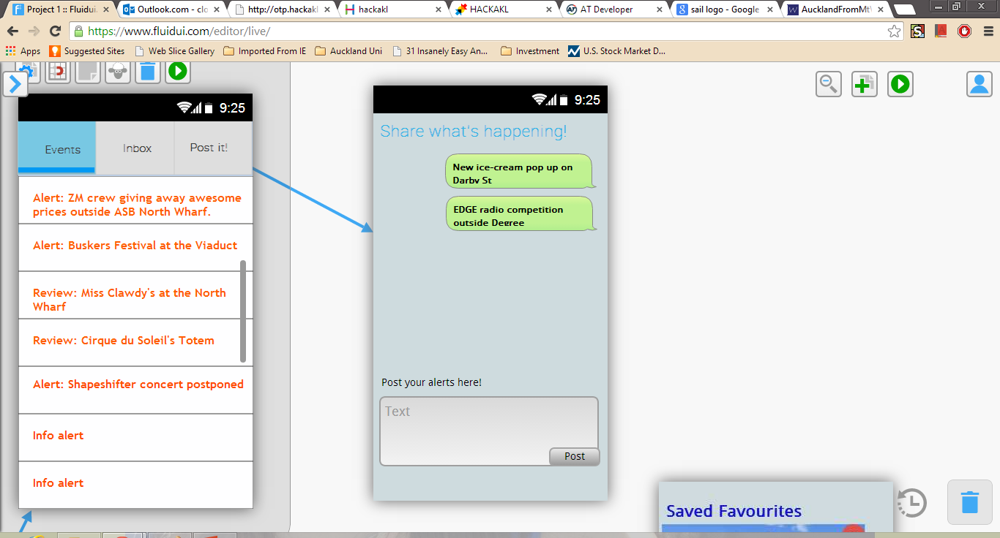 Project 1 :: Fluidui.
Outlook.com - clo
http://otp.hackakl
hackakl
HACKAKL
AT Developer
sail logo - Google
AucklandFromMtV
https://www.fluidui.com/editor/live/
Apps
Suggested Sites
Web Slice Gallery
Imported From IE
Auckland Uni
31 Insanely Easy An...
Investment
U.S. Stock Market D...
9:25
Events
Inbox
Post it!
Alert: ZM crew giving away awesome
prices outside ASB North Wharf.
Alert: Buskers Festival at the Viaduct
Review: Miss Clawdy's at the North
Wharf
Review: Cirque du Soleil's Totem
Alert: Shapeshifter concert postponed
Info alert
Info alert
9:25
Share what's happening!
New ice-cream pop up on
Darby St
EDGE radio competition
outside Degree
Post your alerts here!
Text
Post
Saved Favourites